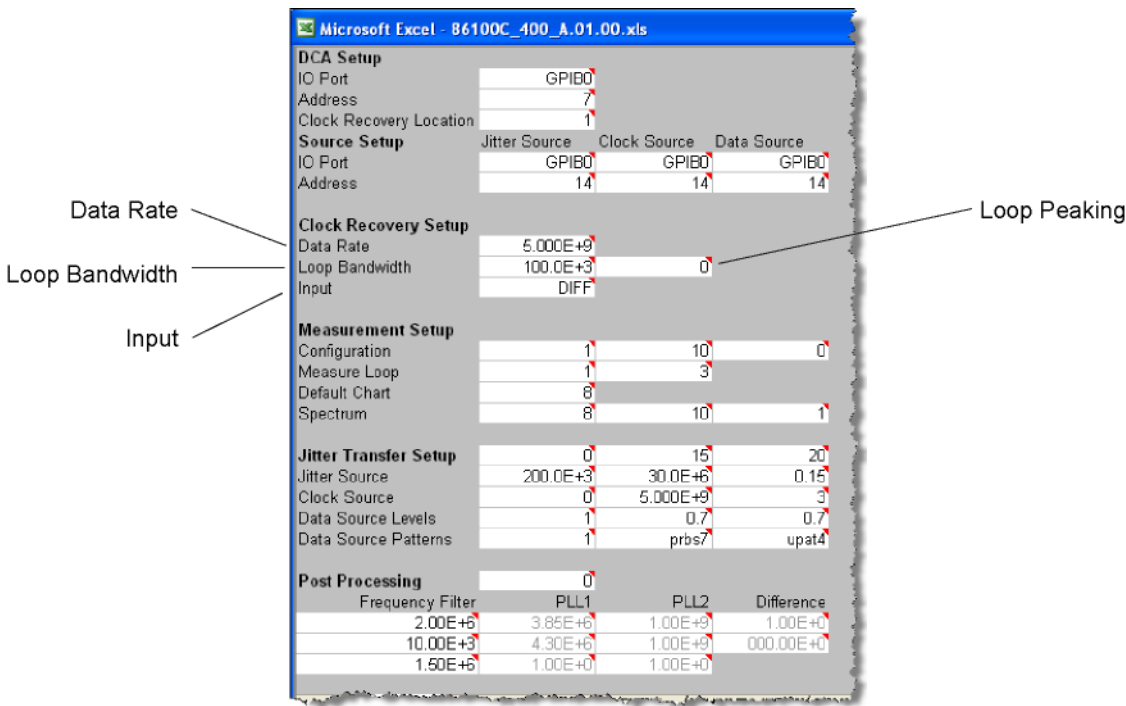 Microsoft Excel - 86100C_400_A.01.00.xls
DCA Setup
IO Port GPIB0
Address 7
Clock Recovery Location 1
Source Setup Jitter Source Clock Source Data Source
IO Port GPIB0 GPIB0 GPIB0
Address 14 14 14
Data Rate
Loop Peaking
Clock Recovery Setup
Data Rate 5.000E+9
Loop Bandwidth
Loop Bandwidth 100.0E+3 0
Input DIFF
Input
Measurement Setup
Configuration 1 10 0
Measure Loop 1 3
Default Chart 8
Spectrum 8 10 1
Jitter Transfer Setup 0 15 20
Jitter Source 200.0E+3 30.0E+6 0.15
Clock Source 0 5.000E+9 3
Data Source Levels 1 0.7 0.7
Data Source Patterns 1 prbs7 upat4
Post Processing 0
Frequency Filter PLL1 PLL2 Difference
2.00E+6 3.85E+6 1.00E+9 1.00E+0
10.00E+3 4.30E+6 1.00E+9 000.00E+0
1.50E+6 1.00E+0 1.00E+0